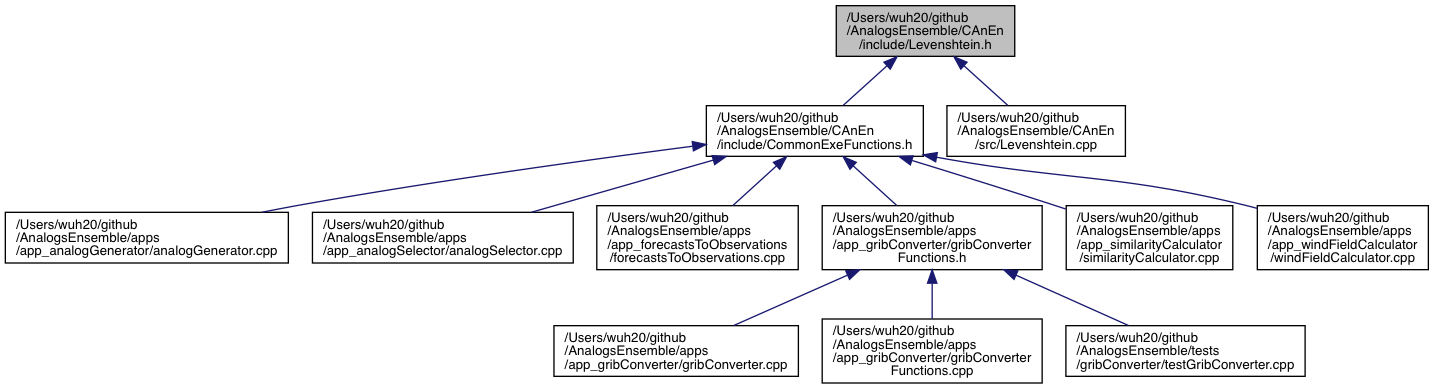 /Users/wuh20/github
/AnalogsEnsemble/CAnEn
/include/Levenshtein.h
/Users/wuh20/github
/AnalogsEnsemble/CAnEn
/include/CommonExeFunctions.h
/Users/wuh20/github
/AnalogsEnsemble/CAnEn
/src/Levenshtein.cpp
/Users/wuh20/github
/AnalogsEnsemble/apps
/app_analogGenerator/analogGenerator.cpp
/Users/wuh20/github
/AnalogsEnsemble/apps
/app_analogSelector/analogSelector.cpp
/Users/wuh20/github
/AnalogsEnsemble/apps
/app_forecastsToObservations
/forecastsToObservations.cpp
/Users/wuh20/github
/AnalogsEnsemble/apps
/app_gribConverter/gribConverter
Functions.h
/Users/wuh20/github
/AnalogsEnsemble/apps
/app_similarityCalculator
/similarityCalculator.cpp
/Users/wuh20/github
/AnalogsEnsemble/apps
/app_windFieldCalculator
/windFieldCalculator.cpp
/Users/wuh20/github
/AnalogsEnsemble/apps
/app_gribConverter/gribConverter.cpp
/Users/wuh20/github
/AnalogsEnsemble/apps
/app_gribConverter/gribConverter
Functions.cpp
/Users/wuh20/github
/AnalogsEnsemble/tests
/gribConverter/testGribConverter.cpp